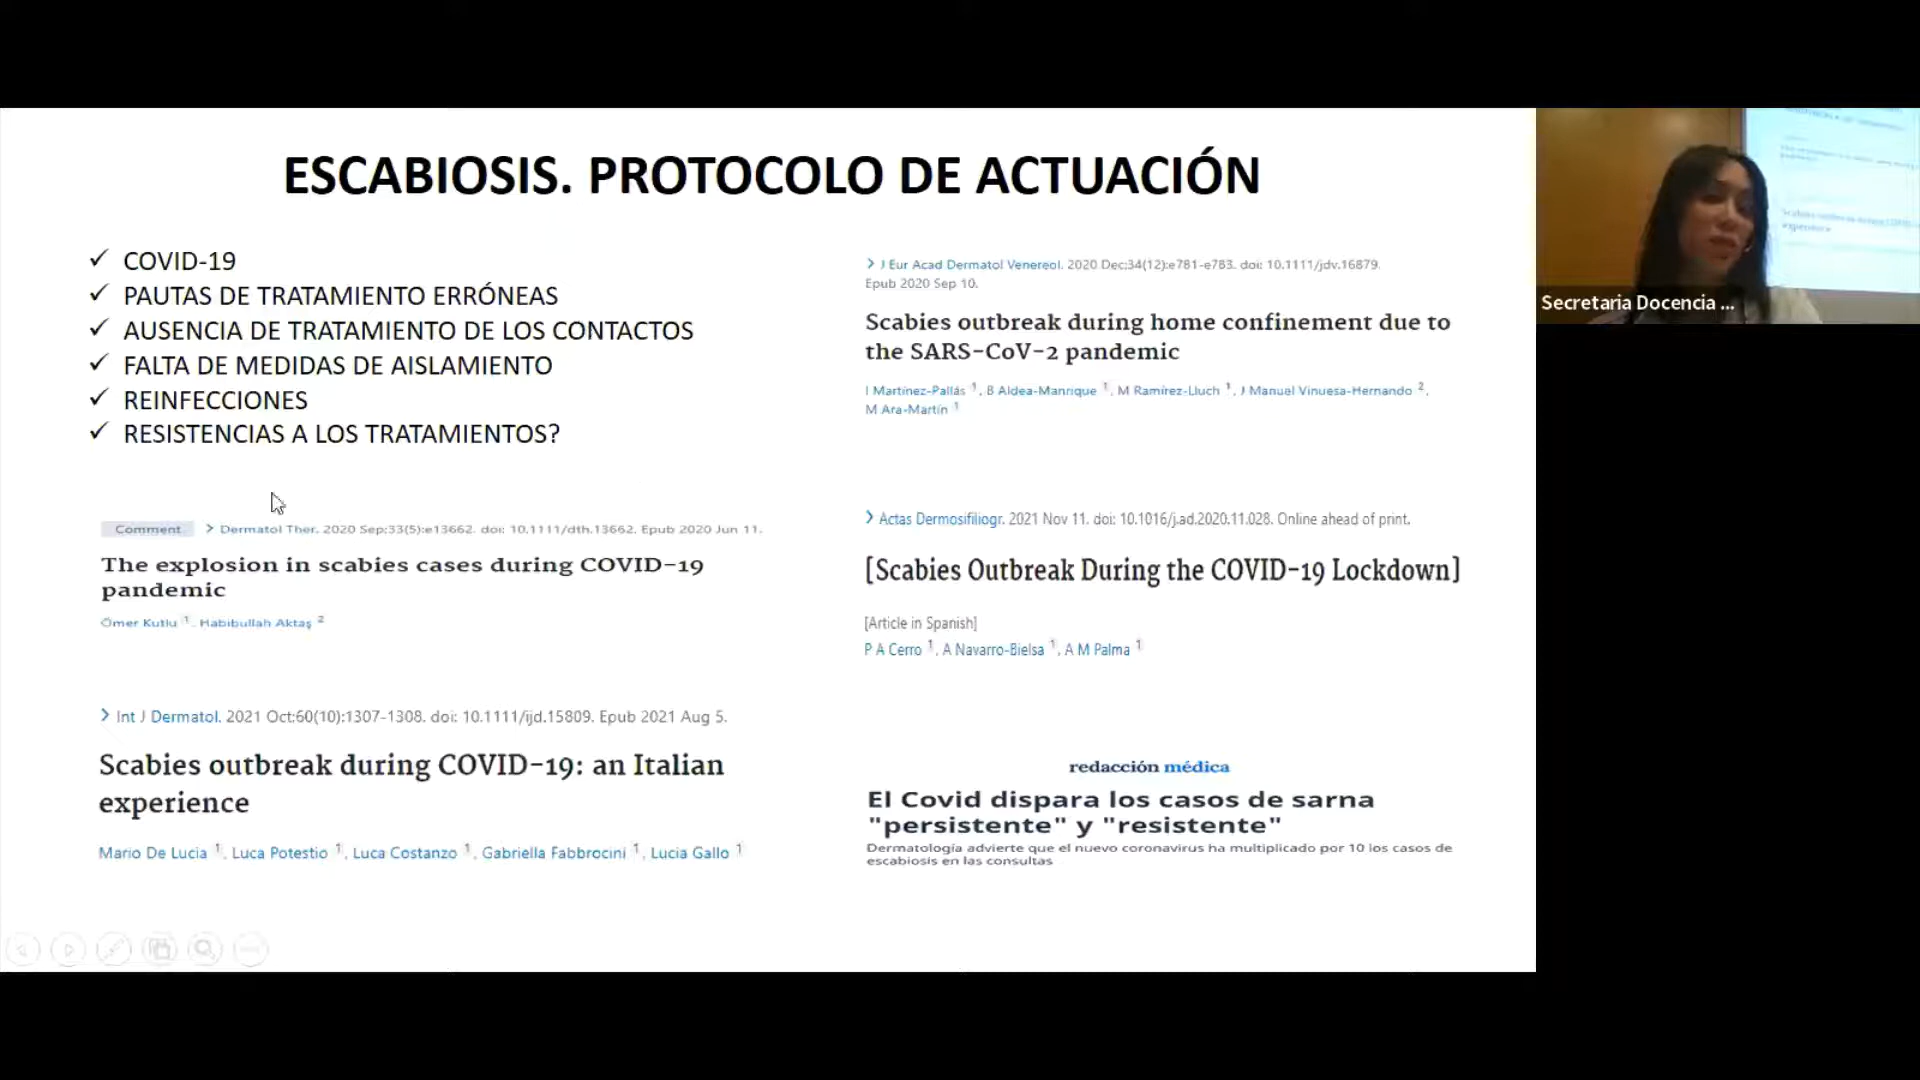 ESCABIOSIS. PROTOCOLO DE ACTUACIÓN
✓ COVID-19
✓ PAUTAS DE TRATAMIENTO ERRÓNEAS
✓ AUSENCIA DE TRATAMIENTO DE LOS CONTACTOS
✓ FALTA DE MEDIDAS DE AISLAMIENTO
✓ REINFECCIONES
✓ RESISTENCIAS A LOS TRATAMIENTOS?
Comment > Dermatol Ther. 2020 Sep;33(5):e13662. doi: 10.1111/dth.13662. Epub 2020 Jun 11.
The explosion in scabies cases during COVID-19
pandemic
Ömer Kutlu 1, Habibullah Aktaş 2
> Int J Dermatol. 2021 Oct;60(10):1307-1308. doi: 10.1111/ijd.15809. Epub 2021 Aug 5.
Scabies outbreak during COVID-19: an Italian
experience
Mario De Lucia 1, Luca Potestio 1, Luca Costanzo 1, Gabriella Fabbrocini 1, Lucia Gallo 1
> J Eur Acad Dermatol Venereol. 2020 Dec;34(12):e781-e783. doi: 10.1111/jdv.16879.
Epub 2020 Sep 10.
Scabies outbreak during home confinement due to
the SARS-CoV-2 pandemic
I Martínez-Pallás 1, B Aldea-Manrique 1, M Ramírez-Lluch 1, J Manuel Vinuesa-Hernando 2,
M Ara-Martín 1
> Actas Dermosifiliogr. 2021 Nov 11. doi: 10.1016/j.ad.2020.11.028. Online ahead of print.
[Scabies Outbreak During the COVID-19 Lockdown]
[Article in Spanish]
P A Cerro 1, A Navarro-Bielsa 1, A M Palma 1
redacción médica
El Covid dispara los casos de sarna
"persistente" y "resistente"
Dermatología advierte que el nuevo coronavirus ha multiplicado por 10 los casos de
escabiosis en las consultas
Secretaria Docencia ...